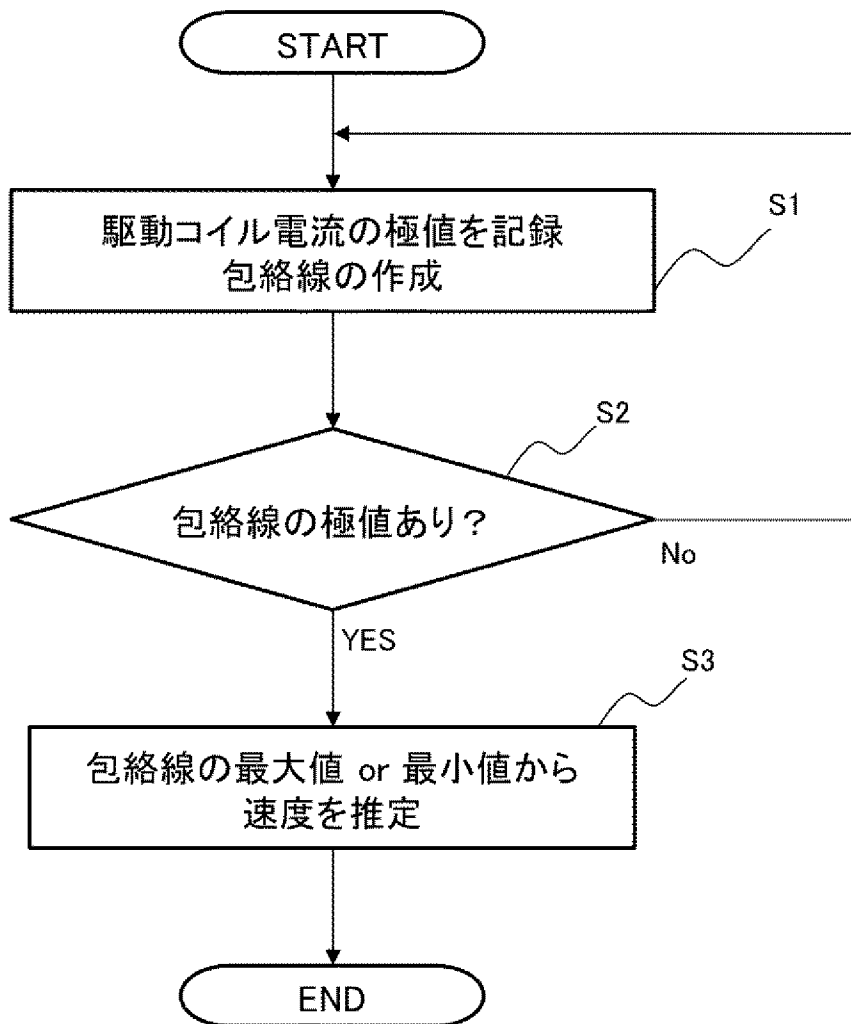 START
駆動コイル電流の極値を記録
包絡線の作成
S1
S2
包絡線の極値あり？
No
YES
S3
包絡線の最大値 or 最小値から
速度を推定
END